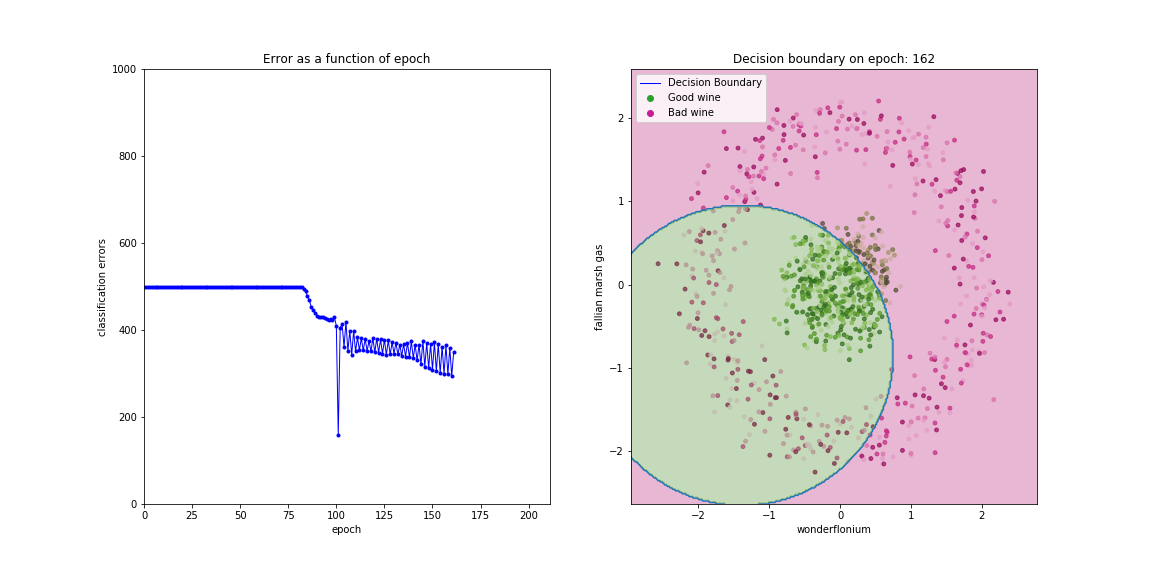 Error as a function of epoch
1000
800
600
400
200
0
classification errors
0 25 50 75 100 125 150 175 200
epoch
Decision boundary on epoch: 162
Decision Boundary
Good wine
Bad wine
2
1
0
−1
−2
fallian marsh gas
−2 −1 0 1 2
wonderflonium